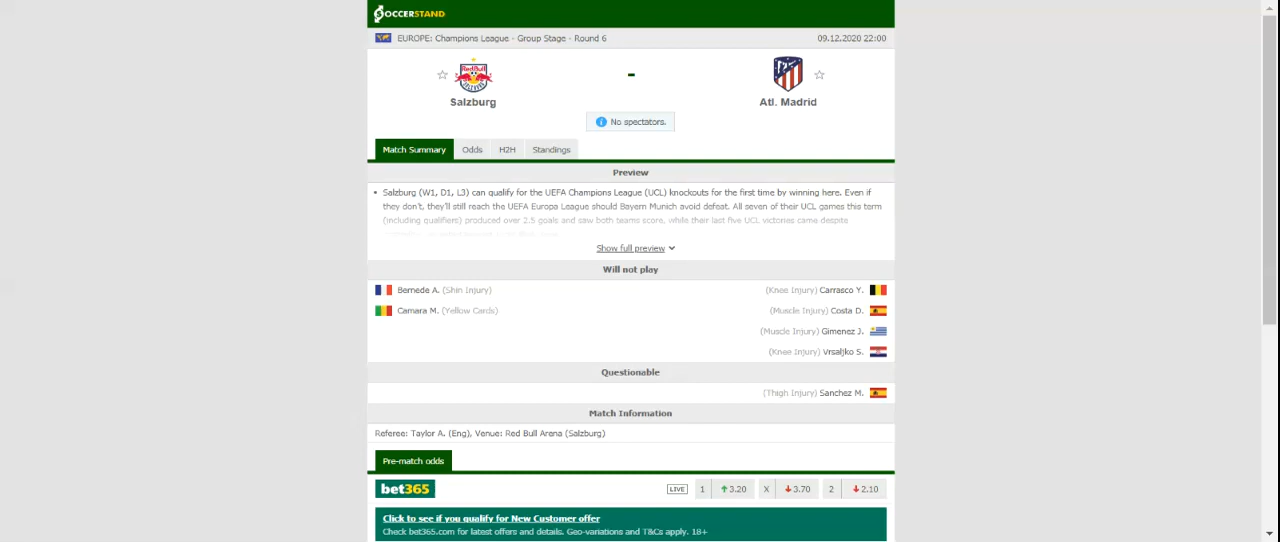 SOCCERSTAND
EUROPE: Champions League - Group Stage - Round 6 09.12.2020 22:00
RedBull
Salzburg - Atl. Madrid
No spectators.
Match Summary Odds H2H Standings
Preview
Salzburg (W1, D1, L3) can qualify for the UEFA Champions League (UCL) knockouts for the first time by winning here. Even if
they don't, they'll still reach the UEFA Europa League should Bayern Munich avoid defeat. All seven of their UCL games this term
(including qualifiers) produced over 2.5 goals and saw both teams score, while their last five UCL victories came despite
Show full preview
Will not play
Bernede A. (Shin Injury) (Knee Injury) Carrasco Y.
Camara M. (Yellow Cards) (Muscle Injury) Costa D.
(Muscle Injury) Gimenez J.
(Knee Injury) Vrsaljko S.
Questionable
(Thigh Injury) Sanchez M.
Match Information
Referee: Taylor A. (Eng), Venue: Red Bull Arena (Salzburg)
Pre-match odds
bet365 LIVE 1 3.20 X 3.70 2 2.10
Click to see if you qualify for New Customer offer
Check bet365.com for latest offers and details. Geo-variations and T&Cs apply. 18+